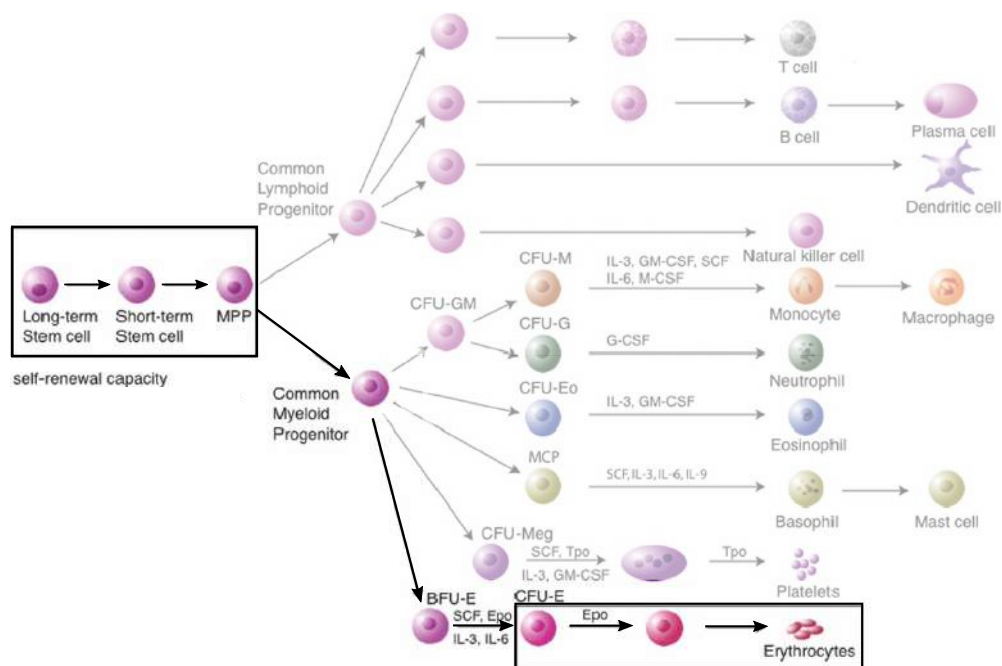 T cell
B cell
Plasma cell
Common
Lymphoid
Progenitor
Dendritic cell
Natural killer cell
CFU-M
IL-3, GM-CSF, SCF
IL-6, M-CSF
Long-term
Stem cell
Short-term
Stem cell
MPP
CFU-GM
Monocyte
Macrophage
CFU-G
G-CSF
Neutrophil
self-renewal capacity
Common
Myeloid
Progenitor
CFU-Eo
IL-3, GM-CSF
Eosinophil
MCP
SCF, IL-3, IL-6, IL-9
Basophil
Mast cell
CFU-Meg
SCF, Tpo
IL-3, GM-CSF
Tpo
Platelets
BFU-E
SCF, Epo
IL-3, IL-6
CFU-E
Epo
Erythrocytes